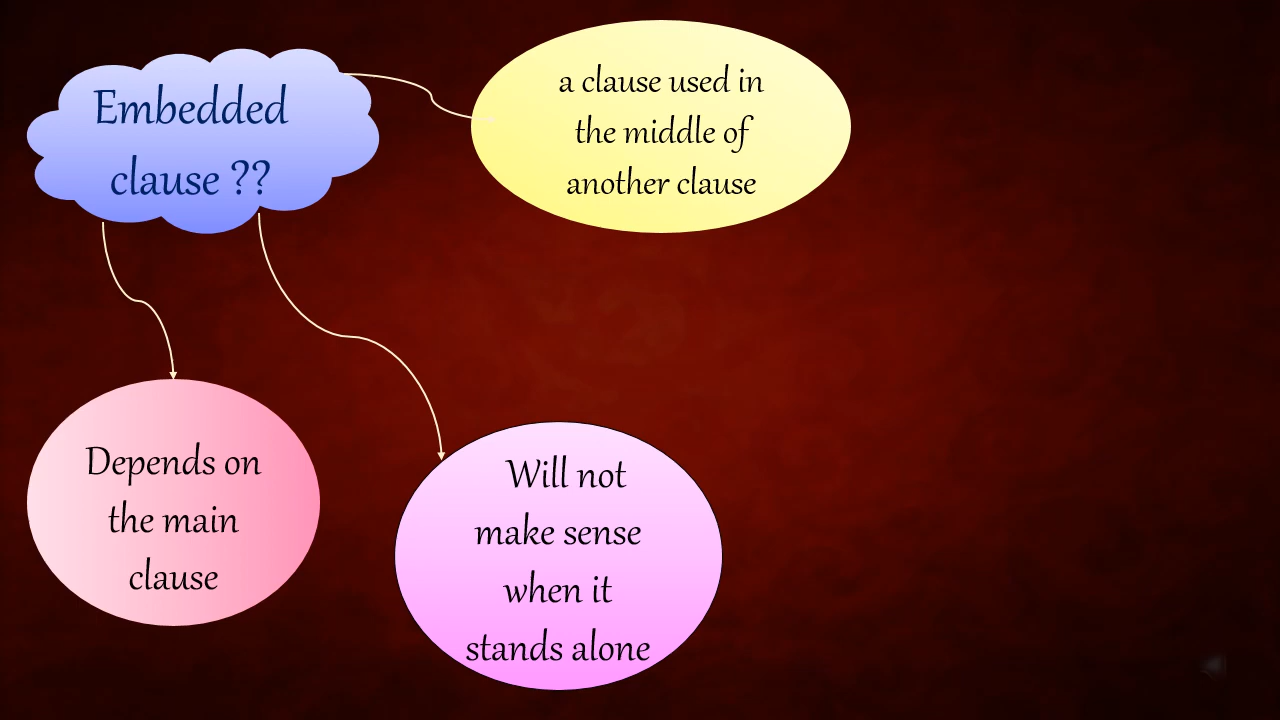 Embedded
clause ??
a clause used in
the middle of
another clause
Depends on
the main
clause
Will not
make sense
when it
stands alone